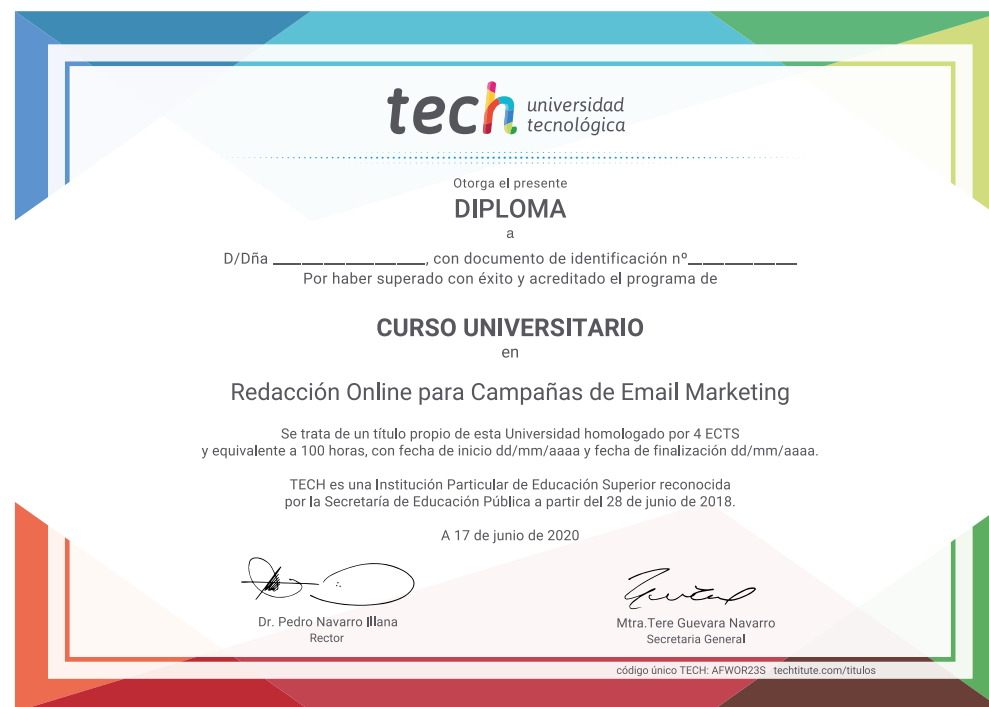 tech universidad
tecnológica
Otorga el presente
DIPLOMA
a
D/Dña ____________________, con documento de identificación nº______________
Por haber superado con éxito y acreditado el programa de
CURSO UNIVERSITARIO
en
Redacción Online para Campañas de Email Marketing
Se trata de un título propio de esta Universidad homologado por 4 ECTS
y equivalente a 100 horas, con fecha de inicio dd/mm/aaaa y fecha de finalización dd/mm/aaaa.
TECH es una Institución Particular de Educación Superior reconocida
por la Secretaría de Educación Pública a partir del 28 de junio de 2018.
A 17 de junio de 2020
Dr. Pedro Navarro Illana
Rector
Mtra.Tere Guevara Navarro
Secretaria General
código único TECH: AFWOR23S techtitute.com/titulos